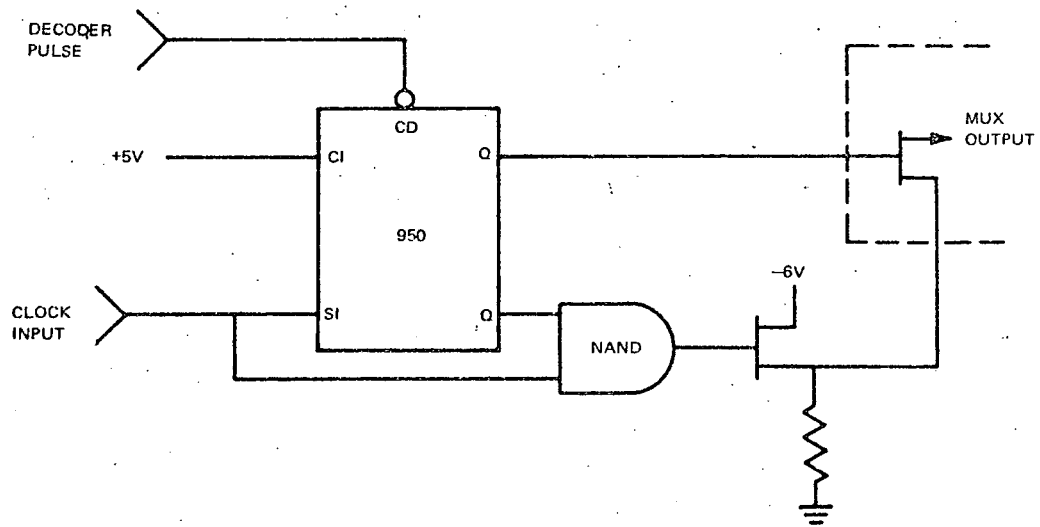 DECODER
PULSE
CD
MUX
OUTPUT
+5V
CI
Q
950
-6V
CLOCK
INPUT
SI
Q
NAND